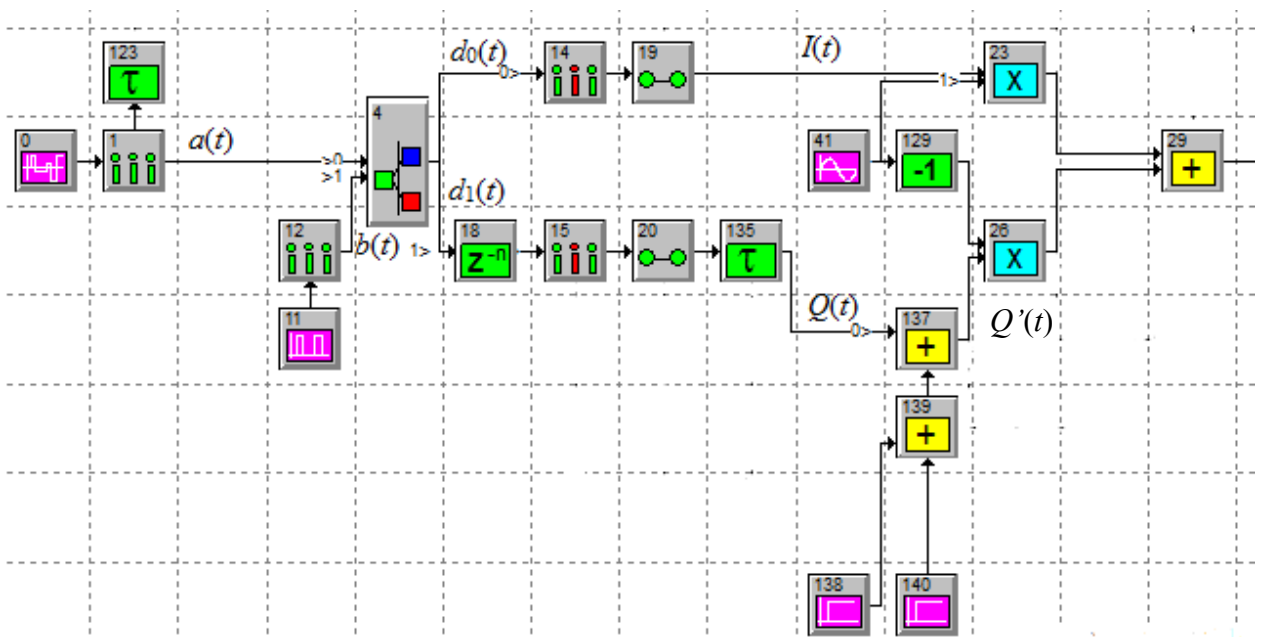 123
τ
d0(t)
0>
14
19
I(t)
23
X
1>
0
1
a(t)
>0
>1
4
41
129
-1
29
+
d1(t)
12
b(t)
1>
18
z-n
15
20
135
τ
26
X
11
Q(t)
0>
137
+
Q’(t)
139
+
138
140